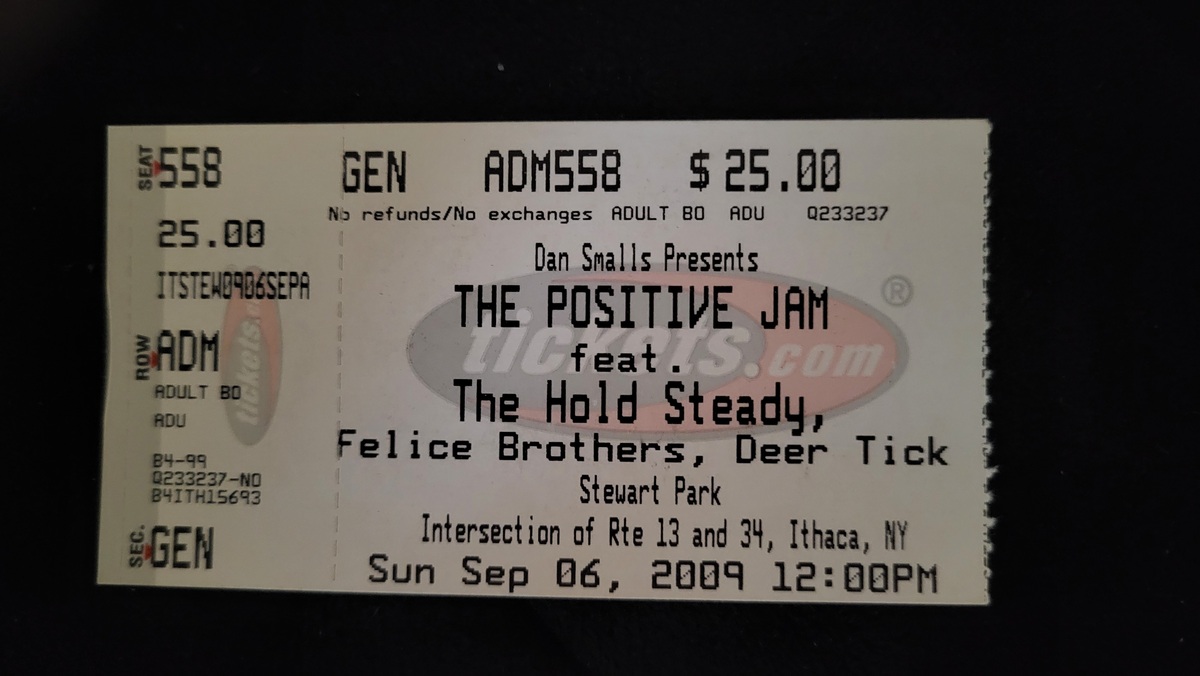 SEAT 558
25.00
ITSTEW0906SEPA
ROW ADM
ADULT BO
ADU
B4-99
Q233237-NO
B4ITH15693
SEC. GEN
tickets.c
GEN ADM558 $ 25.00
No refunds/No exchanges ADULT BO ADU Q233237
Dan Smalls Presents
THE POSITIVE JAM
feat.
The Hold Steady,
Felice Brothers, Deer Tick
Stewart Park
Intersection of Rte 13 and 34, Ithaca, NY
Sun Sep 06, 2009 12:00PM
tickets.com ®